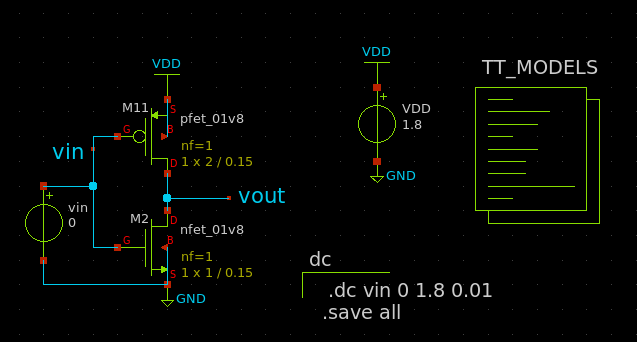 VDD
M11
S
pfet_01v8
G
B
nf=1
1 x 2 / 0.15
D
vin
vout
+
vin
0
M2
D
nfet_01v8
G
B
nf=1
1 x 1 / 0.15
S
GND
VDD
+
VDD
1.8
GND
TT_MODELS
dc
.dc vin 0 1.8 0.01
.save all